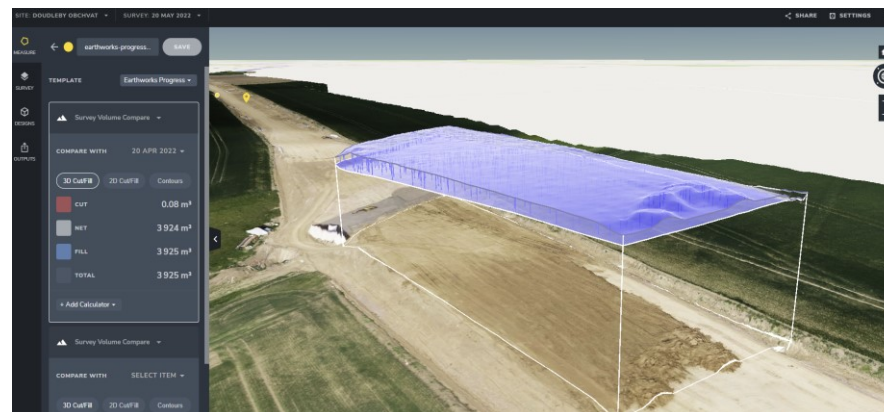 SITE: DOUDLEBY OBCHVAT
SURVEY: 20 MAY 2022
SHARE
SETTINGS
MEASURE
earthworks-progress...
SAVE
SURVEY
TEMPLATE
Earthworks Progress
DESIGNS
Survey Volume Compare
OUTPUTS
COMPARE WITH
20 APR 2022
3D Cut/Fill
2D Cut/Fill
Contours
CUT
0.08 m³
NET
3 924 m³
FILL
3 925 m³
TOTAL
3 925 m³
+ Add Calculator
Survey Volume Compare
COMPARE WITH
SELECT ITEM
3D Cut/Fill
2D Cut/Fill
Contours